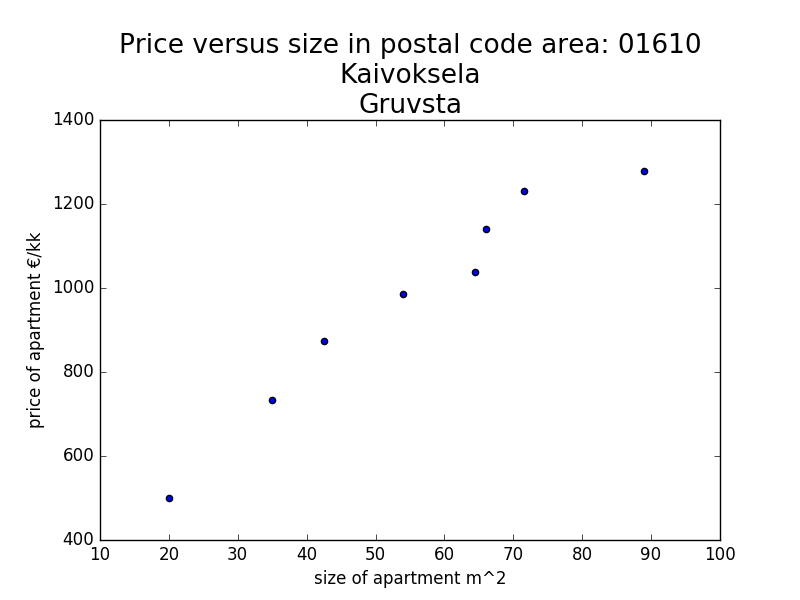 Price versus size in postal code area: 01610
Kaivoksela
Gruvsta
1400
1200
1000
800
600
400
price of apartment €/kk
10 20 30 40 50 60 70 80 90 100
size of apartment m^2